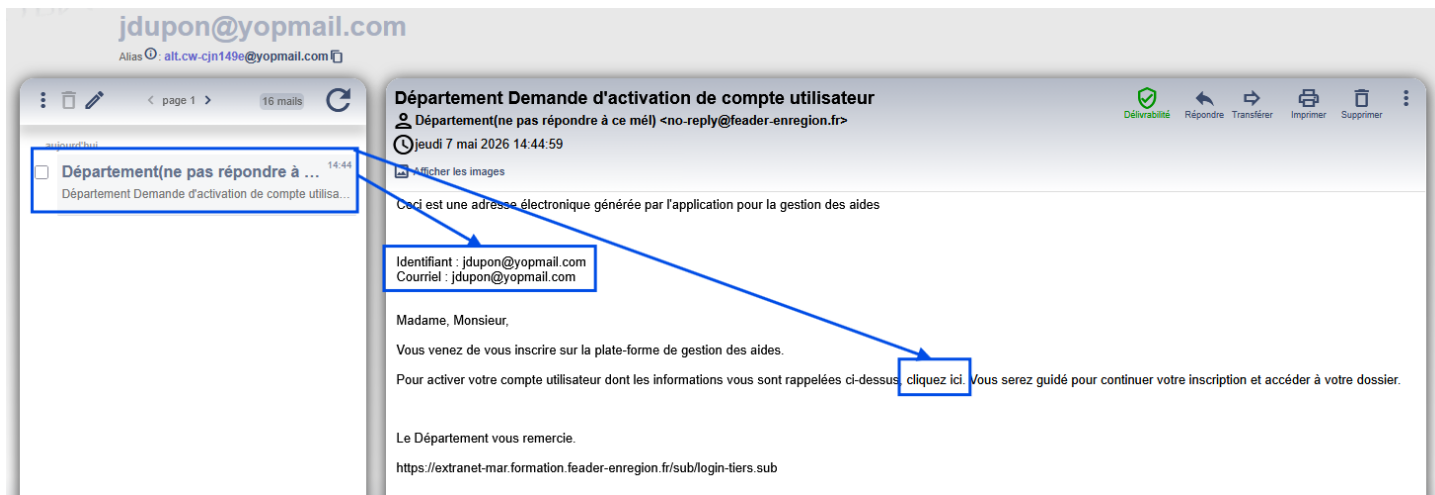 jdupon@yopmail.com
Alias : alt.cw-cjn149e@yopmail.com
page 1
16 mails
aujourd'hui
Département(ne pas répondre à ...
14:44
Département Demande d'activation de compte utilisa...
Département Demande d'activation de compte utilisateur
Département(ne pas répondre à ce mél) <no-reply@feader-enregion.fr>
jeudi 7 mai 2026 14:44:59
Afficher les images
Délivrabilité
Répondre
Transférer
Imprimer
Supprimer
Ceci est une adresse électronique générée par l'application pour la gestion des aides
Identifiant : jdupon@yopmail.com
Courriel : jdupon@yopmail.com
Madame, Monsieur,
Vous venez de vous inscrire sur la plate-forme de gestion des aides.
Pour activer votre compte utilisateur dont les informations vous sont rappelées ci-dessus, cliquez ici. Vous serez guidé pour continuer votre inscription et accéder à votre dossier.
Le Département vous remercie.
https://extranet-mar.formation.feader-enregion.fr/sub/login-tiers.sub